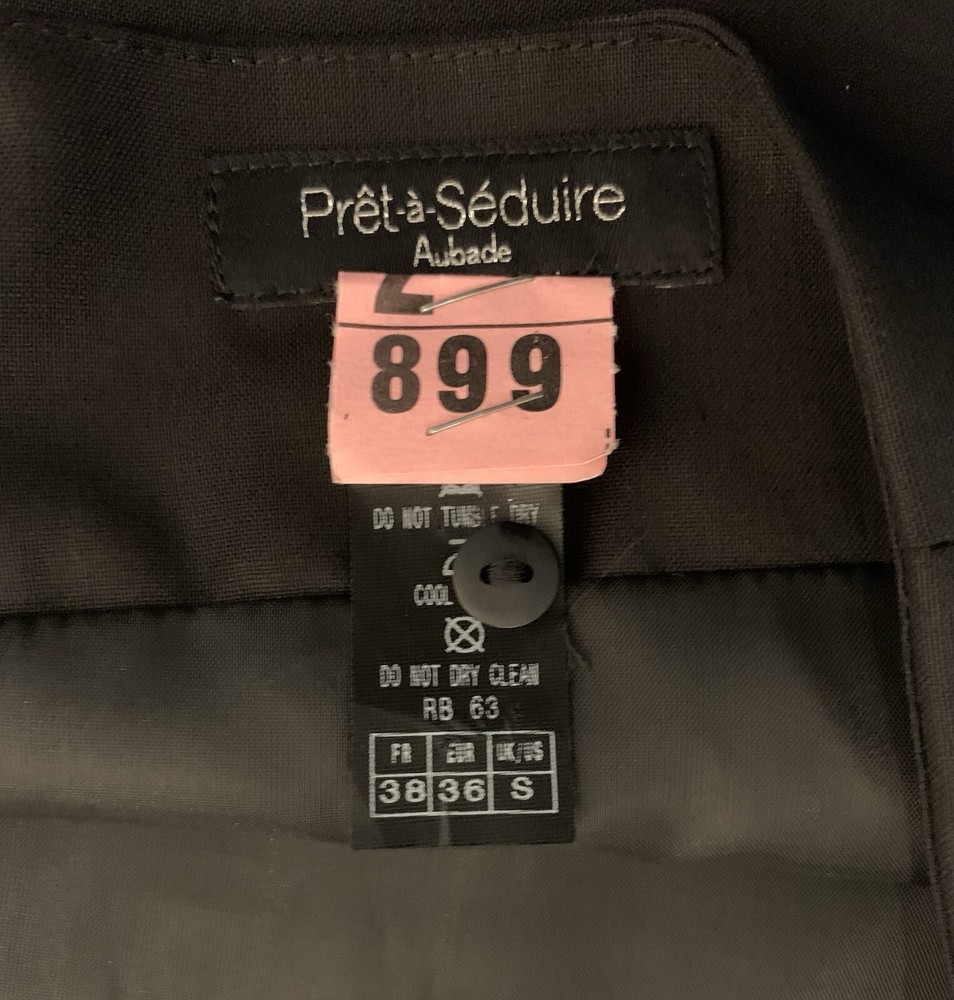 Prêt-à-Séduire
Aubade
2
899
DO NOT TUMBLE DRY
COOL
DO NOT DRY CLEAN
RB 63
FR EUR UK/US
38 36 S